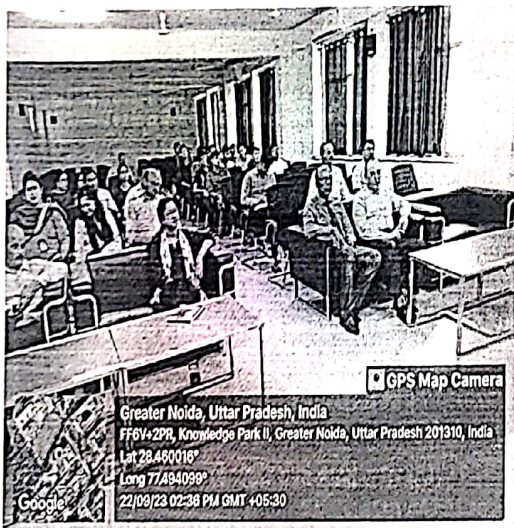 GPS Map Camera
Greater Noida, Uttar Pradesh, India
FF6V+2PR, Knowledge Park II, Greater Noida, Uttar Pradesh 201310, India
Lat 28.460016°
Long 77.494099°
22/09/23 02:36 PM GMT +05:30
Google